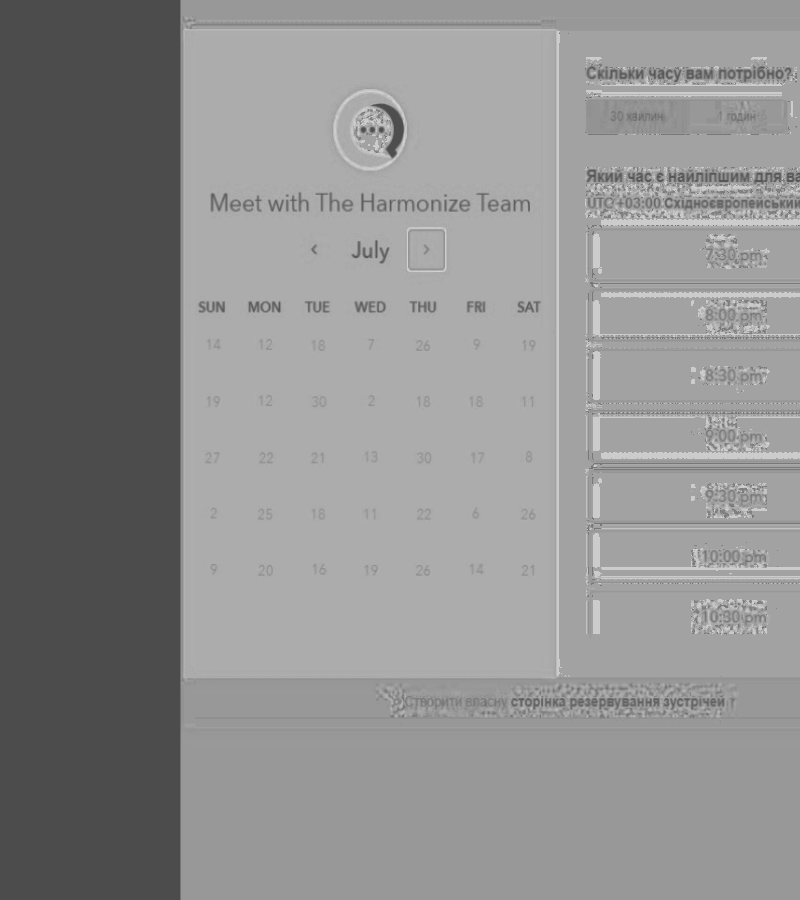 Meet with The Harmonize Team
July
SUN MON TUE WED THU FRI SAT
14 12 18 7 26 9 19
19 12 30 2 18 18 11
27 22 21 13 30 17 8
2 25 18 11 22 6 26
9 20 16 19 26 14 21
Скільки часу вам потрібно?
30 хвилин 1 годин
Який час є найліпшим для ва
UTC +03:00 Східноєвропейський
7:30 pm
8:00 pm
8:30 pm
9:00 pm
9:30 pm
10:00 pm
10:30 pm
Створити власну сторінка резервування зустрічей